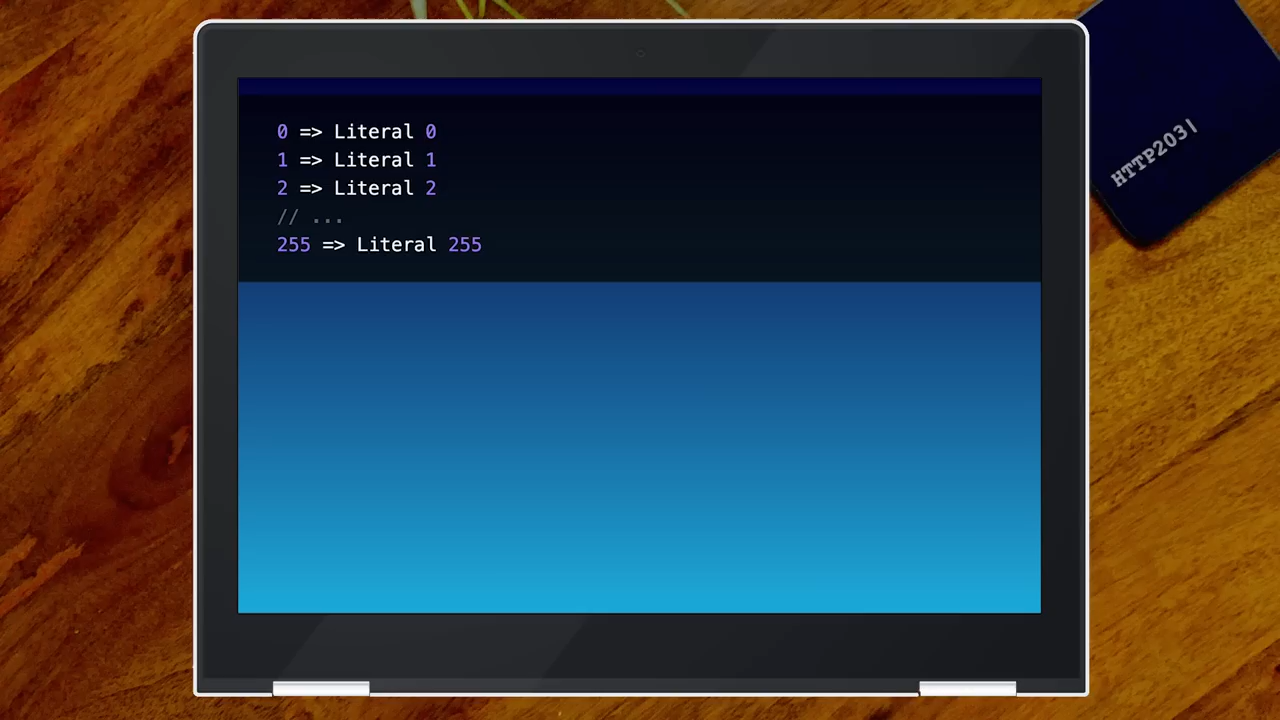 0 => Literal 0
1 => Literal 1
2 => Literal 2
// ...
255 => Literal 255
HTTP203|